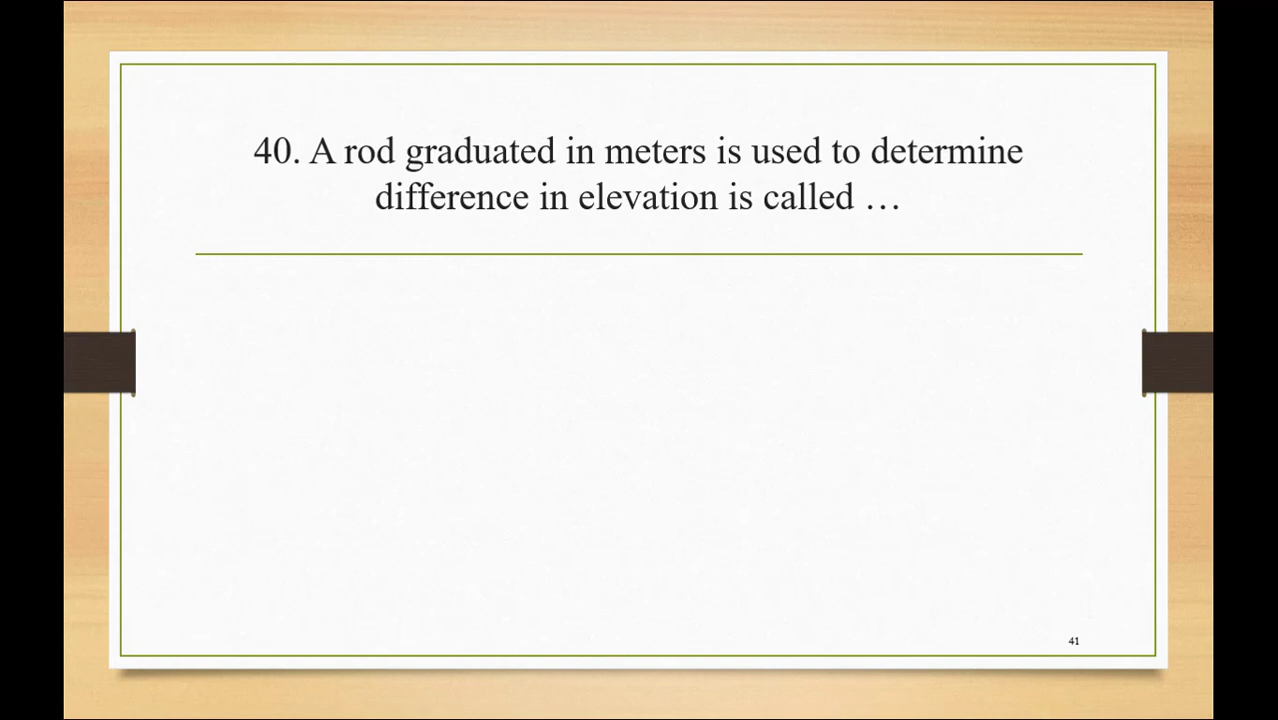 40. A rod graduated in meters is used to determine
difference in elevation is called …
41